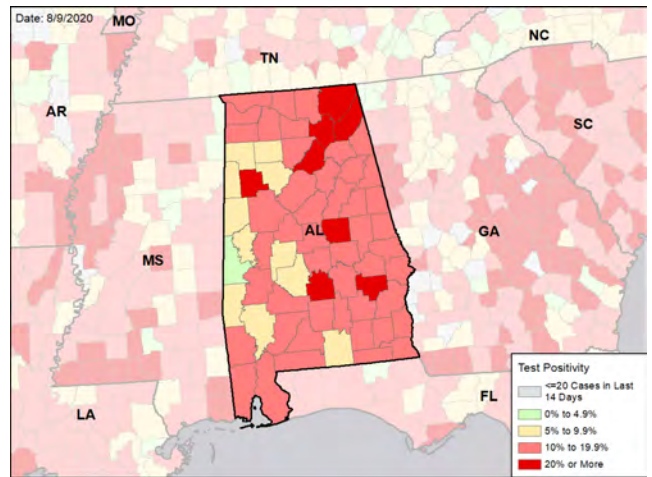 Date: 8/9/2020
MO
TN
NC
AR
SC
AL
GA
MS
LA
FL
Test Positivity
<=20 Cases in Last
14 Days
0% to 4.9%
5% to 9.9%
10% to 19.9%
20% or More